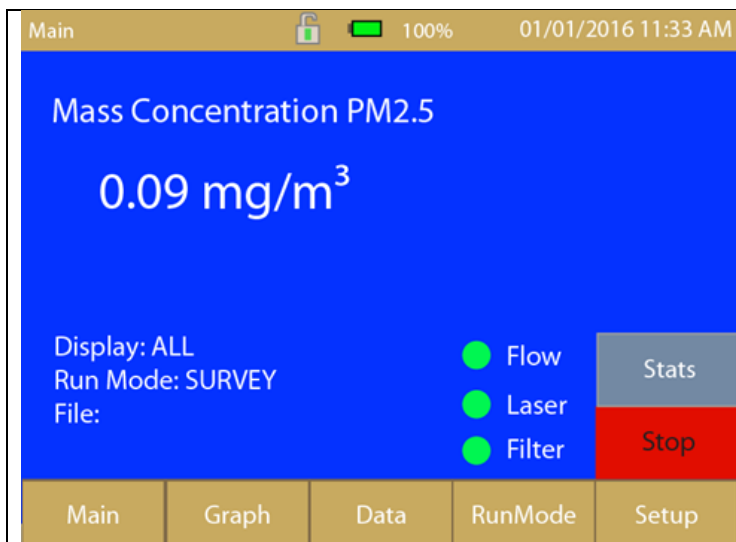 Main 100% 01/01/2016 11:33 AM
Mass Concentration PM2.5
0.09 mg/m³
Display: ALL
Run Mode: SURVEY
File:
Flow
Laser
Filter
Stats
Stop
Main Graph Data RunMode Setup